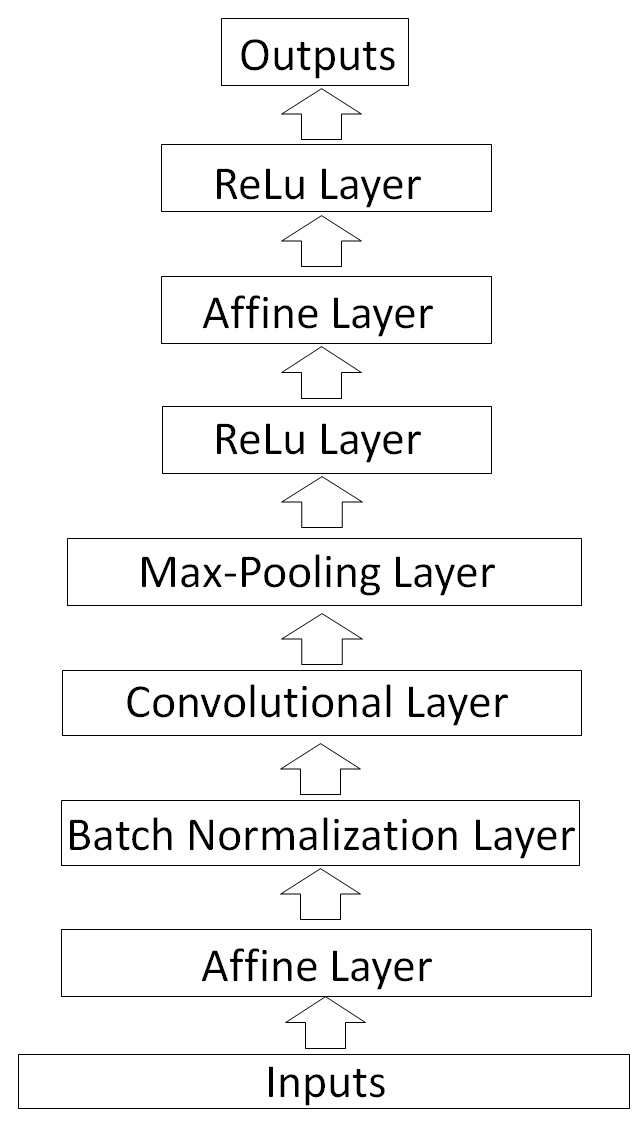 Outputs
ReLu Layer
Affine Layer
ReLu Layer
Max-Pooling Layer
Convolutional Layer
Batch Normalization Layer
Affine Layer
Inputs